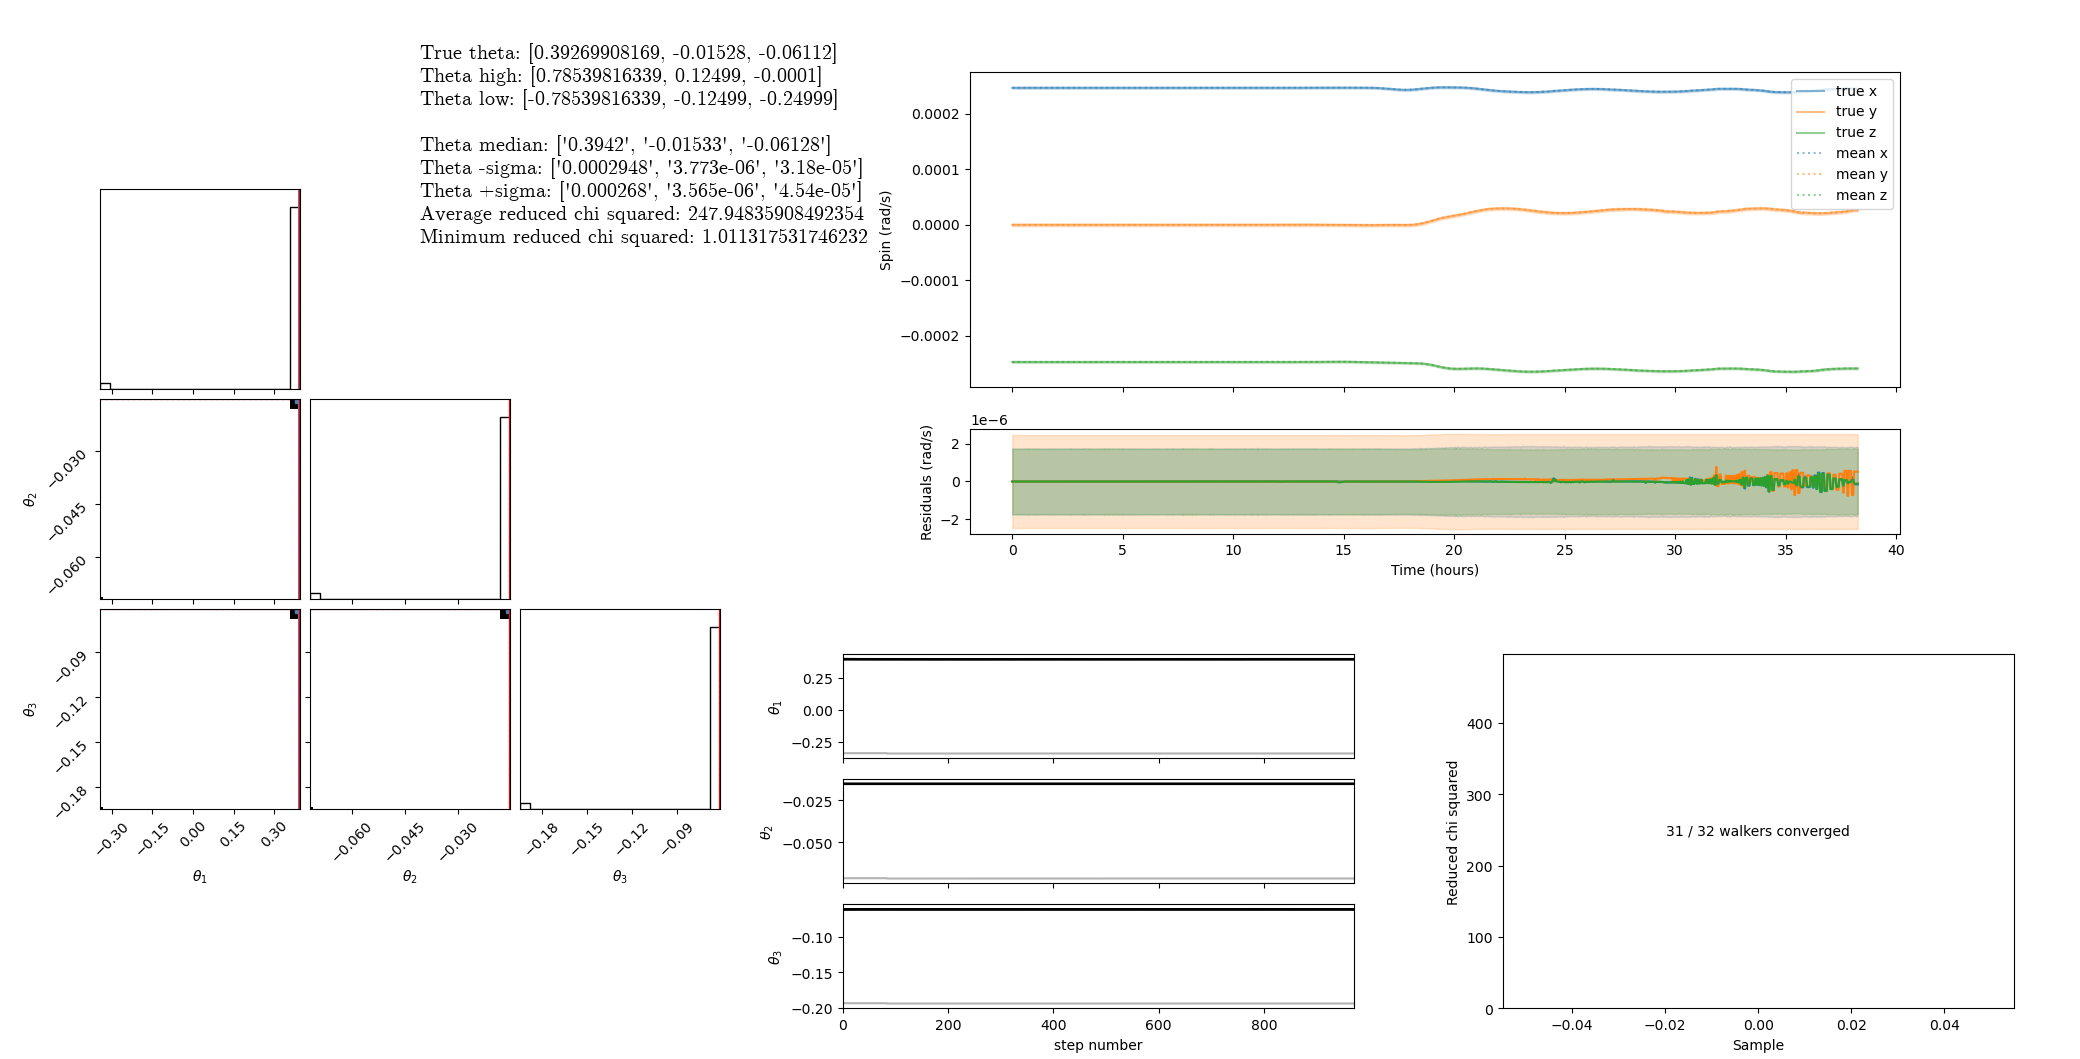 True theta: [0.39269908169, -0.01528, -0.06112]
Theta high: [0.78539816339, 0.12499, -0.0001]
Theta low: [-0.78539816339, -0.12499, -0.24999]
Theta median: ['0.3942', '-0.01533', '-0.06128']
Theta -sigma: ['0.0002948', '3.773e-06', '3.18e-05']
Theta +sigma: ['0.000268', '3.565e-06', '4.54e-05']
Average reduced chi squared: 247.94835908492354
Minimum reduced chi squared: 1.011317531746232
θ2
−0.030
−0.045
−0.060
θ3
−0.09
−0.12
−0.15
−0.18
−0.30 −0.15 0.00 0.15 0.30
θ1
−0.060 −0.045 −0.030
θ2
−0.18 −0.15 −0.12 −0.09
θ3
Spin (rad/s)
0.0002
0.0001
0.0000
−0.0001
−0.0002
true x
true y
true z
mean x
mean y
mean z
1e−6
Residuals (rad/s)
2
0
−2
0 5 10 15 20 25 30 35 40
Time (hours)
θ1
0.25
0.00
−0.25
θ2
−0.025
−0.050
θ3
−0.10
−0.15
−0.20
0 200 400 600 800
step number
Reduced chi squared
400
300
200
100
0
31 / 32 walkers converged
−0.04 −0.02 0.00 0.02 0.04
Sample